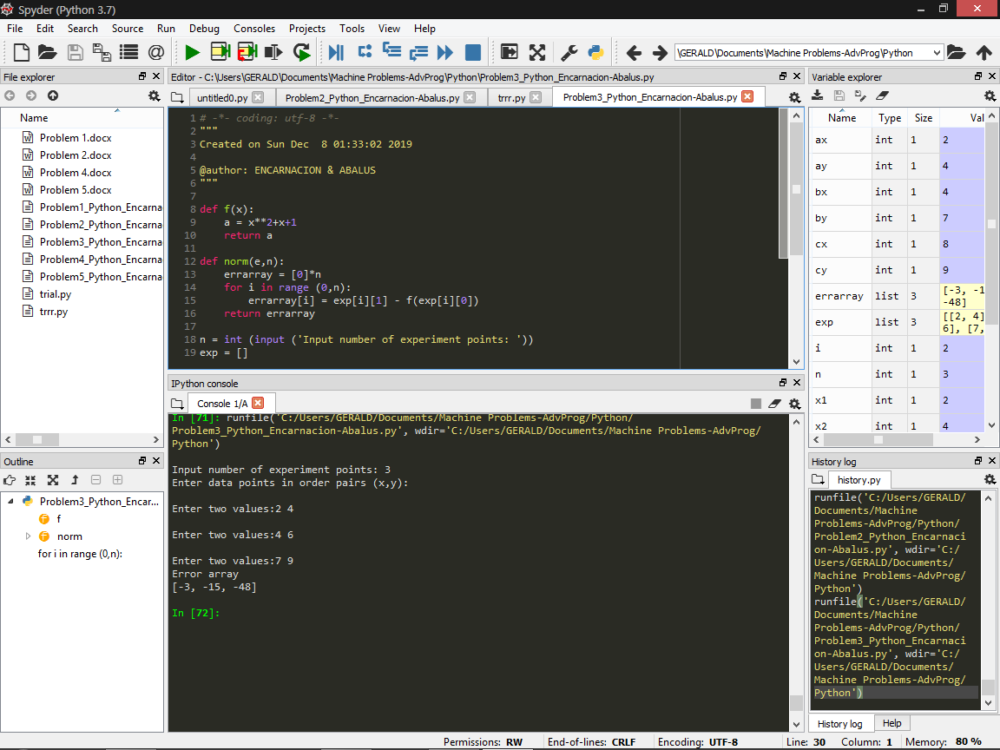 Spyder (Python 3.7)
File Edit Search Source Run Debug Consoles Projects Tools View Help
\GERALD\Documents\Machine Problems-AdvProg\Python
File explorer
Name
Problem 1.docx
Problem 2.docx
Problem 4.docx
Problem 5.docx
Problem1_Python_Encarna
Problem2_Python_Encarna
Problem3_Python_Encarna
Problem4_Python_Encarna
Problem5_Python_Encarna
trial.py
trrr.py
Outline
Problem3_Python_Encar...
f
norm
for i in range (0,n):
Editor - C:\Users\GERALD\Documents\Machine Problems-AdvProg\Python\Problem3_Python_Encarnacion-Abalus.py
untitled0.py Problem2_Python_Encarnacion-Abalus.py trrr.py Problem3_Python_Encarnacion-Abalus.py
1 # -*- coding: utf-8 -*-
2 """
3 Created on Sun Dec  8 01:33:02 2019
4
5 @author: ENCARNACION & ABALUS
6 """
7
8 def f(x):
9     a = x**2+x+1
10     return a
11
12 def norm(e,n):
13     errarray = [0]*n
14     for i in range (0,n):
15         errarray[i] = exp[i][1] - f(exp[i][0])
16     return errarray
17
18 n = int (input ('Input number of experiment points: '))
19 exp = []
IPython console
Console 1/A
In [71]: runfile('C:/Users/GERALD/Documents/Machine Problems-AdvProg/Python/
Problem3_Python_Encarnacion-Abalus.py', wdir='C:/Users/GERALD/Documents/Machine Problems-AdvProg/
Python')
Input number of experiment points: 3
Enter data points in order pairs (x,y):
Enter two values:2 4
Enter two values:4 6
Enter two values:7 9
Error array
[-3, -15, -48]
In [72]:
Variable explorer
Name Type Size Val
ax int 1 2
ay int 1 4
bx int 1 4
by int 1 7
cx int 1 8
cy int 1 9
errarray list 3 [-3, -1
-48]
exp list 3 [[2, 4]
6], [7,
i int 1 2
n int 1 3
x1 int 1 2
x2 int 1 4
History log
history.py
runfile('C:/Users/GERALD/
Documents/Machine
Problems-AdvProg/Python/
Problem2_Python_Encarnaci
on-Abalus.py', wdir='C:/
Users/GERALD/Documents/
Machine Problems-AdvProg/
Python')
runfile('C:/Users/GERALD/
Documents/Machine
Problems-AdvProg/Python/
Problem3_Python_Encarnaci
on-Abalus.py', wdir='C:/
Users/GERALD/Documents/
Machine Problems-AdvProg/
Python')
History log Help
Permissions: RW End-of-lines: CRLF Encoding: UTF-8 Line: 30 Column: 1 Memory: 80 %